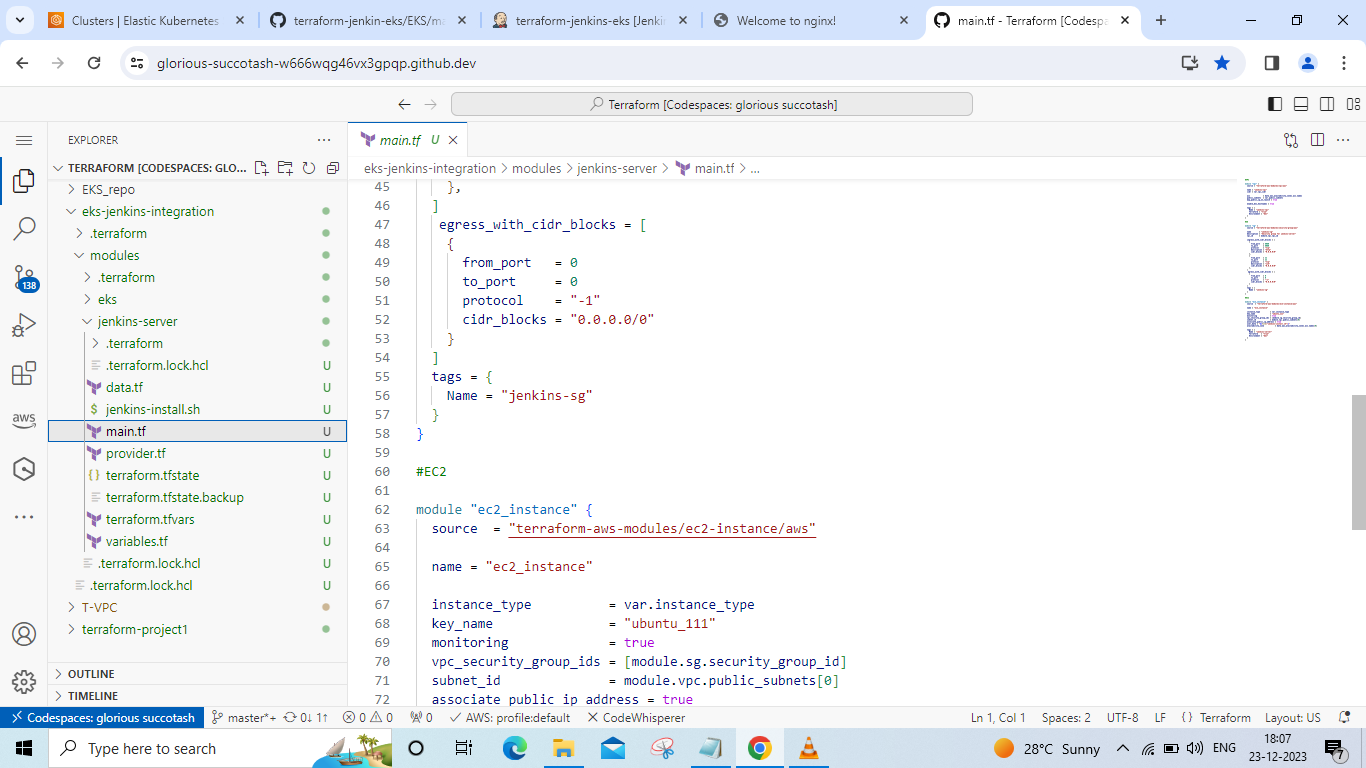 Clusters | Elastic Kubernetes
terraform-jenkin-eks/EKS/mo
terraform-jenkins-eks [Jenkin
Welcome to nginx!
main.tf - Terraform [Codespa
glorious-succotash-w666wqg46vx3gpqp.github.dev
Terraform [Codespaces: glorious succotash]
EXPLORER
TERRAFORM [CODESPACES: GLO...
EKS_repo
eks-jenkins-integration
.terraform
modules
.terraform
eks
jenkins-server
.terraform
.terraform.lock.hcl U
data.tf U
$ jenkins-install.sh U
main.tf U
provider.tf U
{} terraform.tfstate U
terraform.tfstate.backup U
terraform.tfvars U
variables.tf U
.terraform.lock.hcl U
.terraform.lock.hcl U
T-VPC
terraform-project1
OUTLINE
TIMELINE
138
aws
main.tf U
eks-jenkins-integration > modules > jenkins-server > main.tf > ...
45 },
46 ]
47 egress_with_cidr_blocks = [
48 {
49 from_port = 0
50 to_port = 0
51 protocol = "-1"
52 cidr_blocks = "0.0.0.0/0"
53 }
54 ]
55 tags = {
56 Name = "jenkins-sg"
57 }
58 }
59
60 #EC2
61
62 module "ec2_instance" {
63 source = "terraform-aws-modules/ec2-instance/aws"
64
65 name = "ec2_instance"
66
67 instance_type = var.instance_type
68 key_name = "ubuntu_111"
69 monitoring = true
70 vpc_security_group_ids = [module.sg.security_group_id]
71 subnet_id = module.vpc.public_subnets[0]
72 associate_public_ip_address = true
Codespaces: glorious succotash master*+ 0↓ 1↑ 0 0 0 AWS: profile:default CodeWhisperer Ln 1, Col 1 Spaces: 2 UTF-8 LF {} Terraform Layout: US
Type here to search
28°C Sunny
ENG
18:07
23-12-2023
7